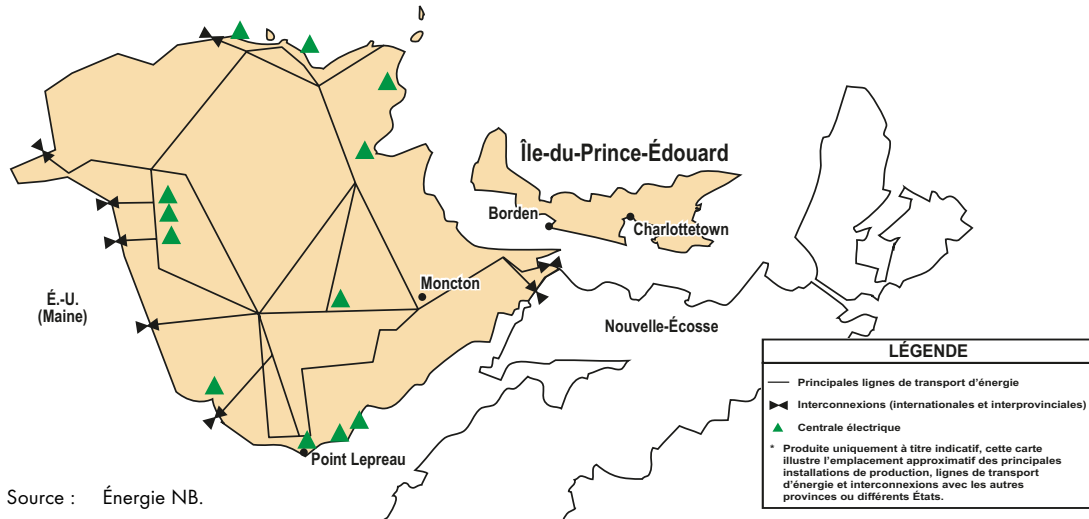 Île-du-Prince-Édouard
Borden
Charlottetown
É.-U.
(Maine)
Moncton
Nouvelle-Écosse
Point Lepreau
LÉGENDE
Principales lignes de transport d'énergie
Interconnexions (internationales et interprovinciales)
Centrale électrique
* Produite uniquement à titre indicatif, cette carte
illustre l'emplacement approximatif des principales
installations de production, lignes de transport
d'énergie et interconnexions avec les autres
provinces ou différents États.
Source : Énergie NB.